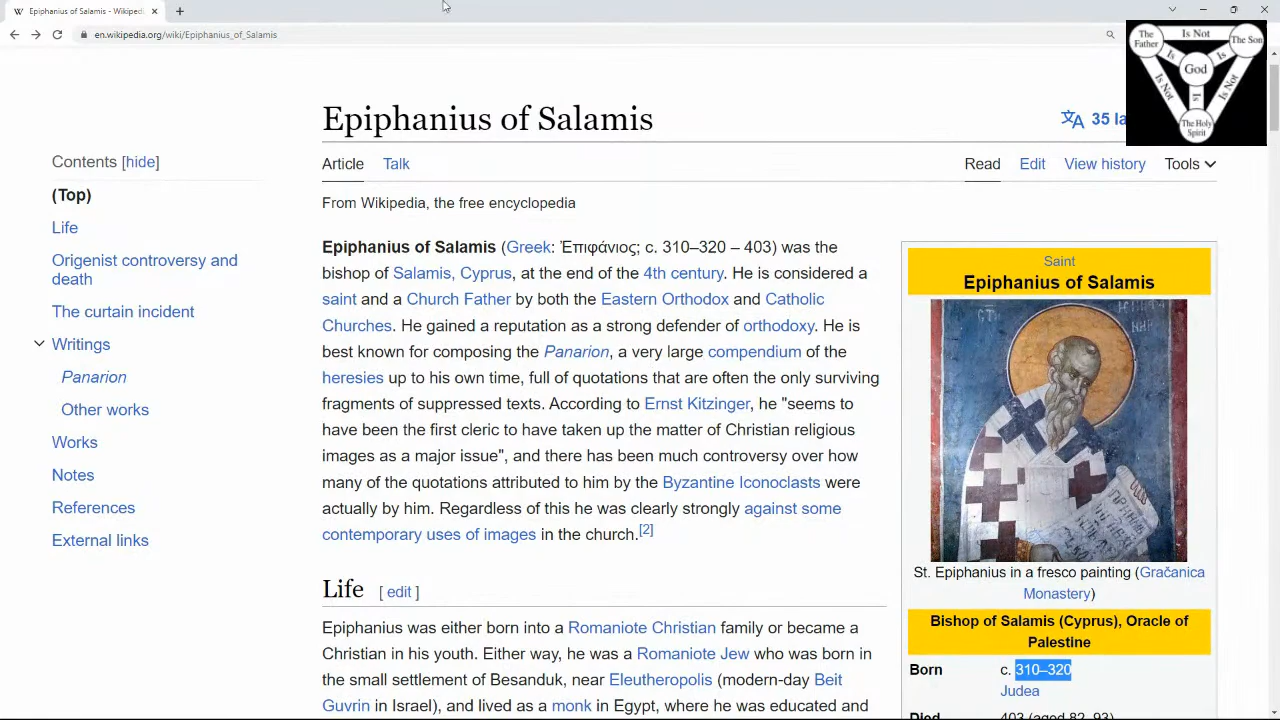 Epiphanius of Salamis - Wikiped
en.wikipedia.org/wiki/Epiphanius_of_Salamis
The Father
Is Not
The Son
Is
Is
God
Is Not
Is
Is Not
The Holy Spirit
Epiphanius of Salamis
35 la
Contents [hide]
(Top)
Life
Origenist controversy and
death
The curtain incident
Writings
Panarion
Other works
Works
Notes
References
External links
Article Talk
Read Edit View history Tools
From Wikipedia, the free encyclopedia
Epiphanius of Salamis (Greek: Ἐπιφάνιος; c. 310–320 – 403) was the
bishop of Salamis, Cyprus, at the end of the 4th century. He is considered a
saint and a Church Father by both the Eastern Orthodox and Catholic
Churches. He gained a reputation as a strong defender of orthodoxy. He is
best known for composing the Panarion, a very large compendium of the
heresies up to his own time, full of quotations that are often the only surviving
fragments of suppressed texts. According to Ernst Kitzinger, he "seems to
have been the first cleric to have taken up the matter of Christian religious
images as a major issue", and there has been much controversy over how
many of the quotations attributed to him by the Byzantine Iconoclasts were
actually by him. Regardless of this he was clearly strongly against some
contemporary uses of images in the church.[2]
Life [ edit ]
Epiphanius was either born into a Romaniote Christian family or became a
Christian in his youth. Either way, he was a Romaniote Jew who was born in
the small settlement of Besanduk, near Eleutheropolis (modern-day Beit
Guvrin in Israel), and lived as a monk in Egypt, where he was educated and
Saint
Epiphanius of Salamis
St. Epiphanius in a fresco painting (Gračanica
Monastery)
Bishop of Salamis (Cyprus), Oracle of
Palestine
Born c. 310–320
Judea
Died 403 (aged 82–93)